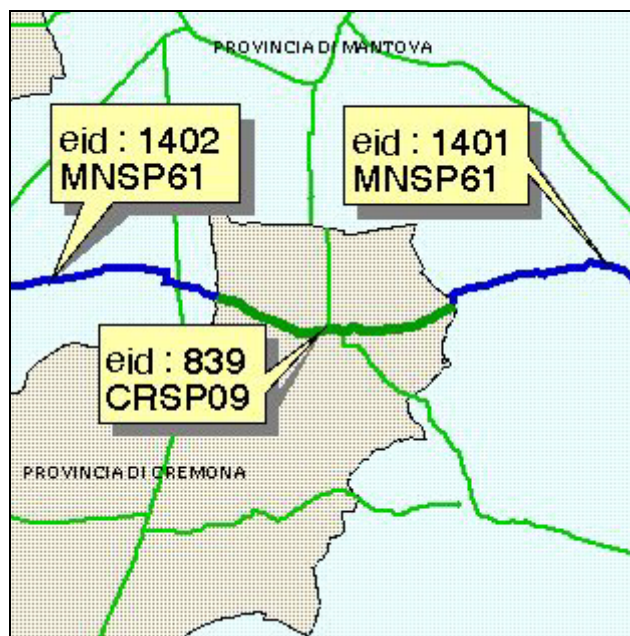 PROVINCIA DI MANTOVA
eid : 1402
MNSP61
eid : 1401
MNSP61
eid : 839
CRSP09
PROVINCIA DI CREMONA